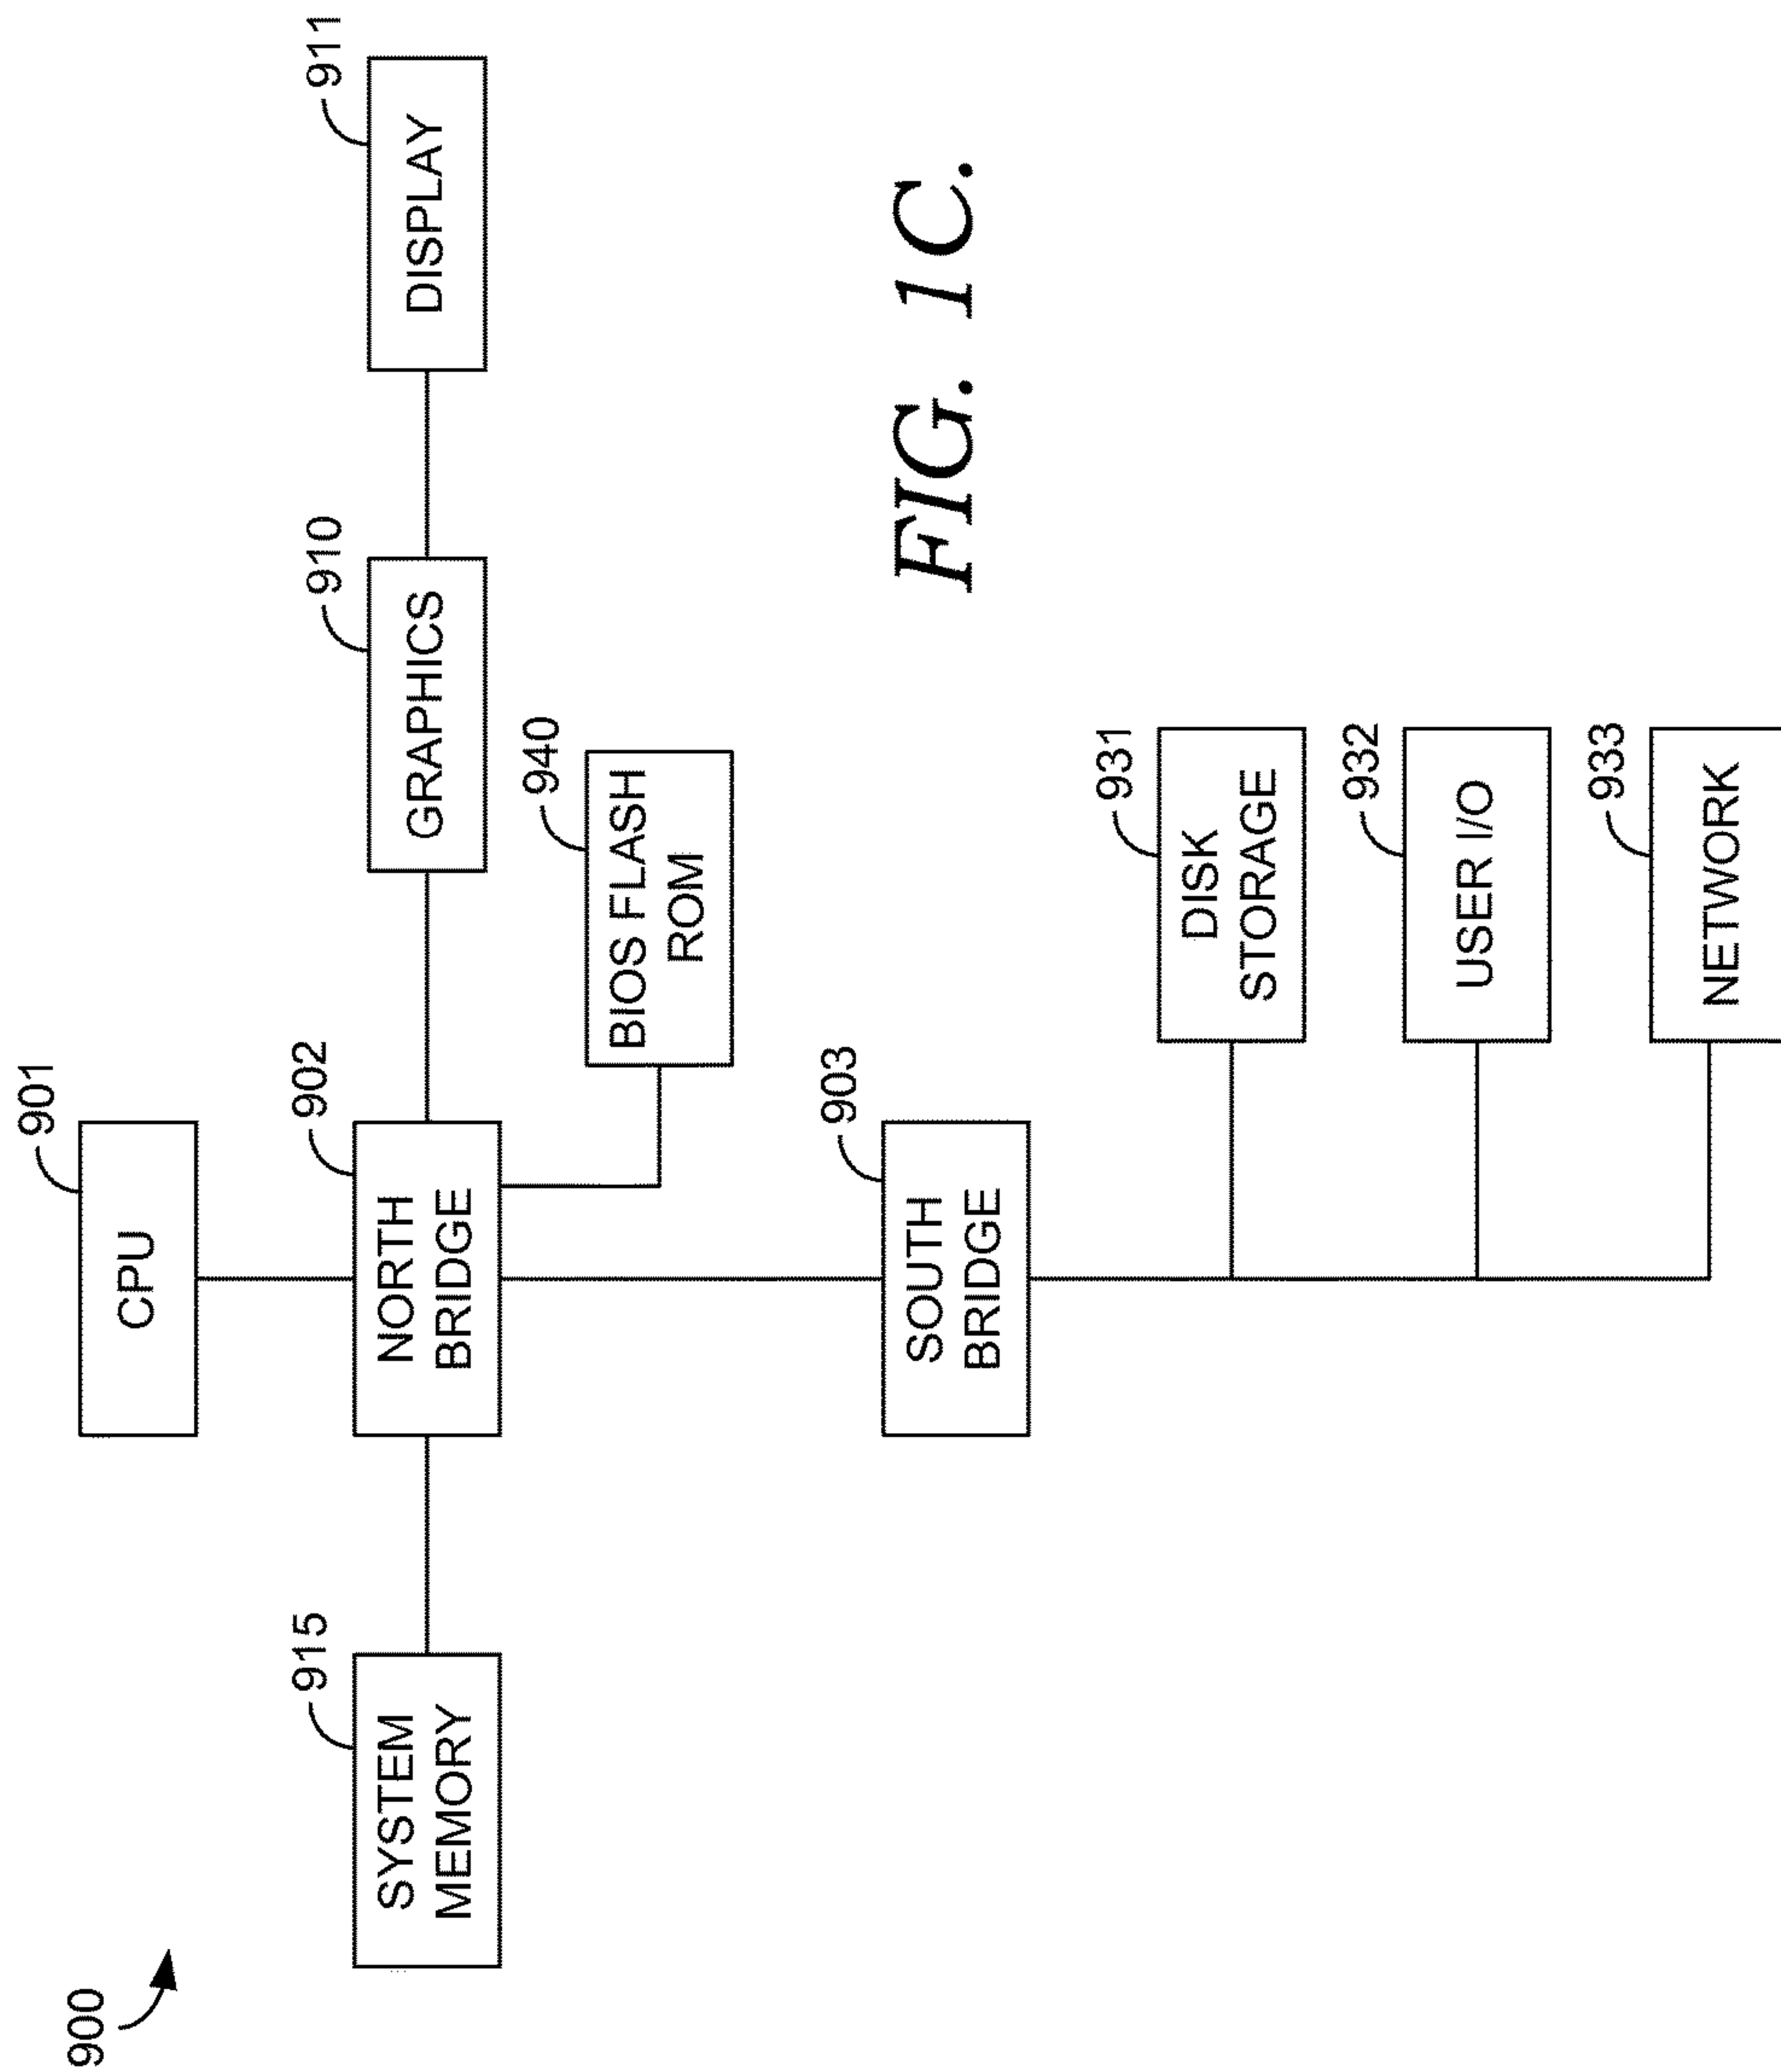 900
901
CPU
915
SYSTEM
MEMORY
902
NORTH
BRIDGE
910
GRAPHICS
911
DISPLAY
940
BIOS FLASH
ROM
903
SOUTH
BRIDGE
931
DISK
STORAGE
932
USER I/O
933
NETWORK
FIG. 1C.